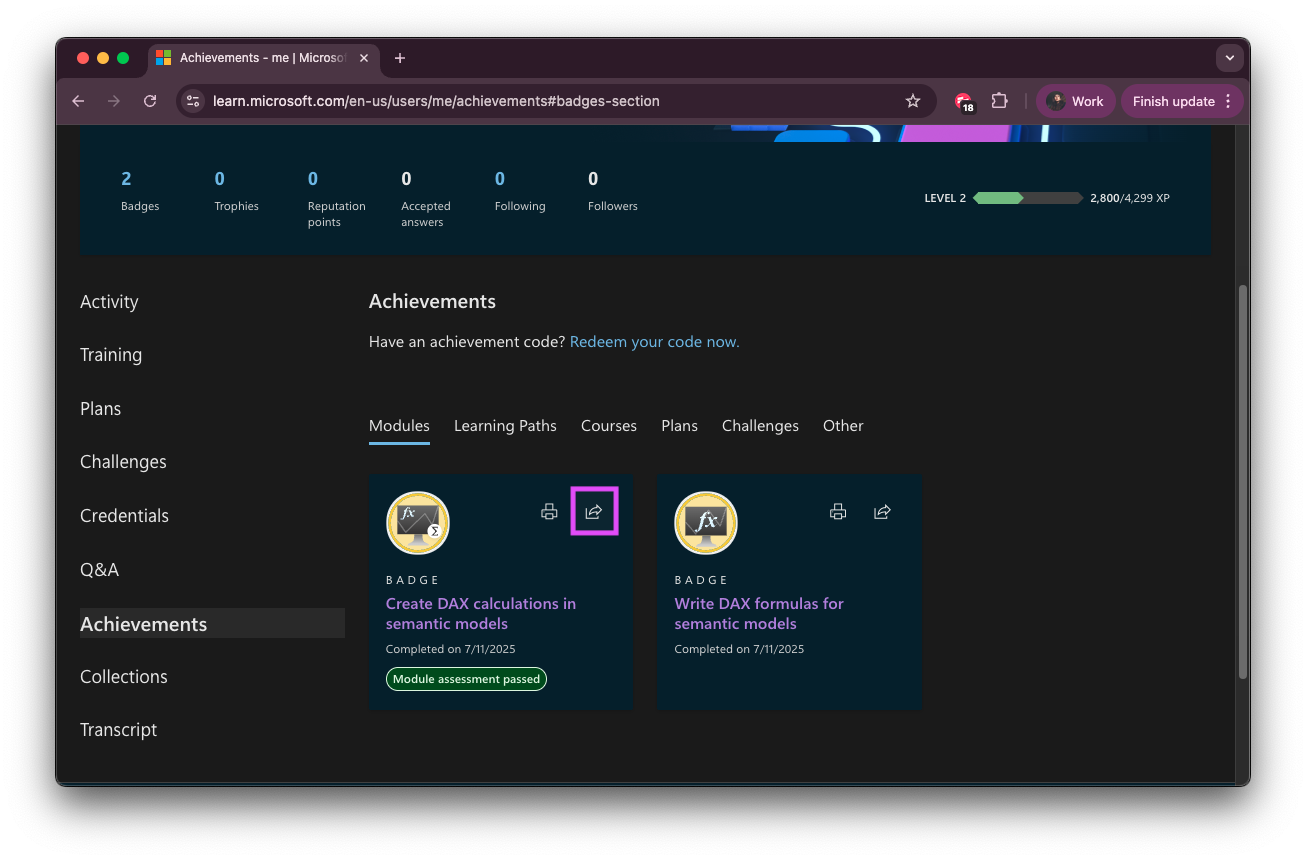 Achievements - me | Microso
learn.microsoft.com/en-us/users/me/achievements#badges-section
18
Work
Finish update
2
0
0
0
0
0
Badges
Trophies
Reputation points
Accepted answers
Following
Followers
LEVEL 2
2,800/4,299 XP
Activity
Training
Plans
Challenges
Credentials
Q&A
Achievements
Collections
Transcript
Achievements
Have an achievement code? Redeem your code now.
Modules
Learning Paths
Courses
Plans
Challenges
Other
fx
Σ
BADGE
Create DAX calculations in
semantic models
Completed on 7/11/2025
Module assessment passed
fx
BADGE
Write DAX formulas for
semantic models
Completed on 7/11/2025